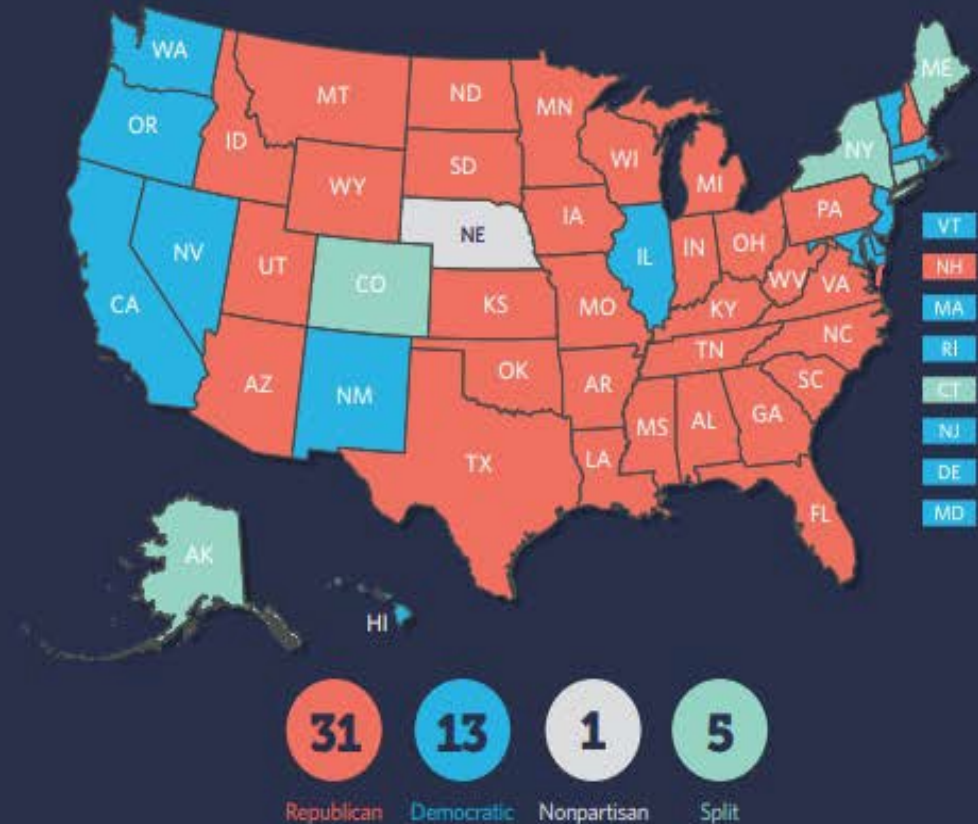 WA
ME
MT
ND
MN
OR
ID
WI
NY
SD
WY
MI
IA
PA
NE
VT
NV
IN
OH
IL
UT
NH
CO
WV
VA
CA
KS
MO
KY
MA
NC
TN
RI
OK
AZ
AR
SC
NM
CT
GA
MS
AL
NJ
TX
LA
DE
FL
MD
AK
HI
31
13
1
5
Republican
Democratic
Nonpartisan
Split